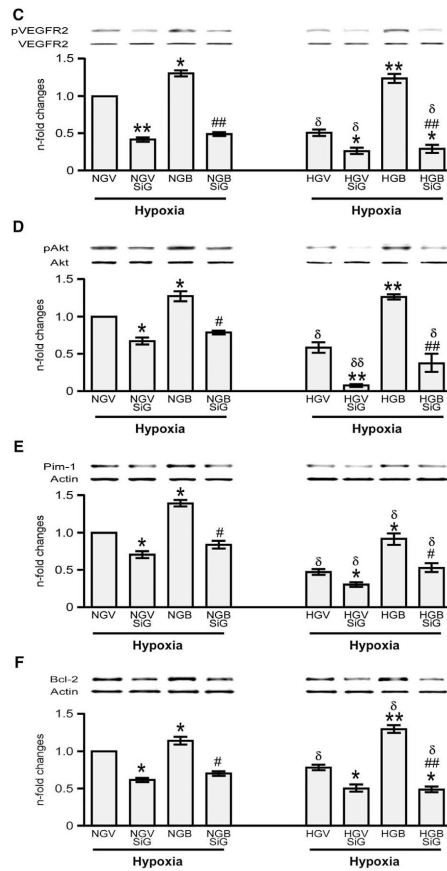 C
pVEGFR2
VEGFR2
n-fold changes
1.5
1.0
0.5
0
**
*
##
δ
δ
*
**
δ
##
*
NGV
NGV SiG
NGB
NGB SiG
HGV
HGV SiG
HGB
HGB SiG
Hypoxia
Hypoxia
D
pAkt
Akt
n-fold changes
1.5
1.0
0.5
0
*
*
#
δ
δδ
**
**
δ
##
NGV
NGV SiG
NGB
NGB SiG
HGV
HGV SiG
HGB
HGB SiG
Hypoxia
Hypoxia
E
Pim-1
Actin
n-fold changes
1.5
1.0
0.5
0
*
*
#
δ
δ
*
δ
*
δ
#
NGV
NGV SiG
NGB
NGB SiG
HGV
HGV SiG
HGB
HGB SiG
Hypoxia
Hypoxia
F
Bcl-2
Actin
n-fold changes
1.5
1.0
0.5
0
*
*
#
δ
*
δ
**
δ
##
*
NGV
NGV SiG
NGB
NGB SiG
HGV
HGV SiG
HGB
HGB SiG
Hypoxia
Hypoxia